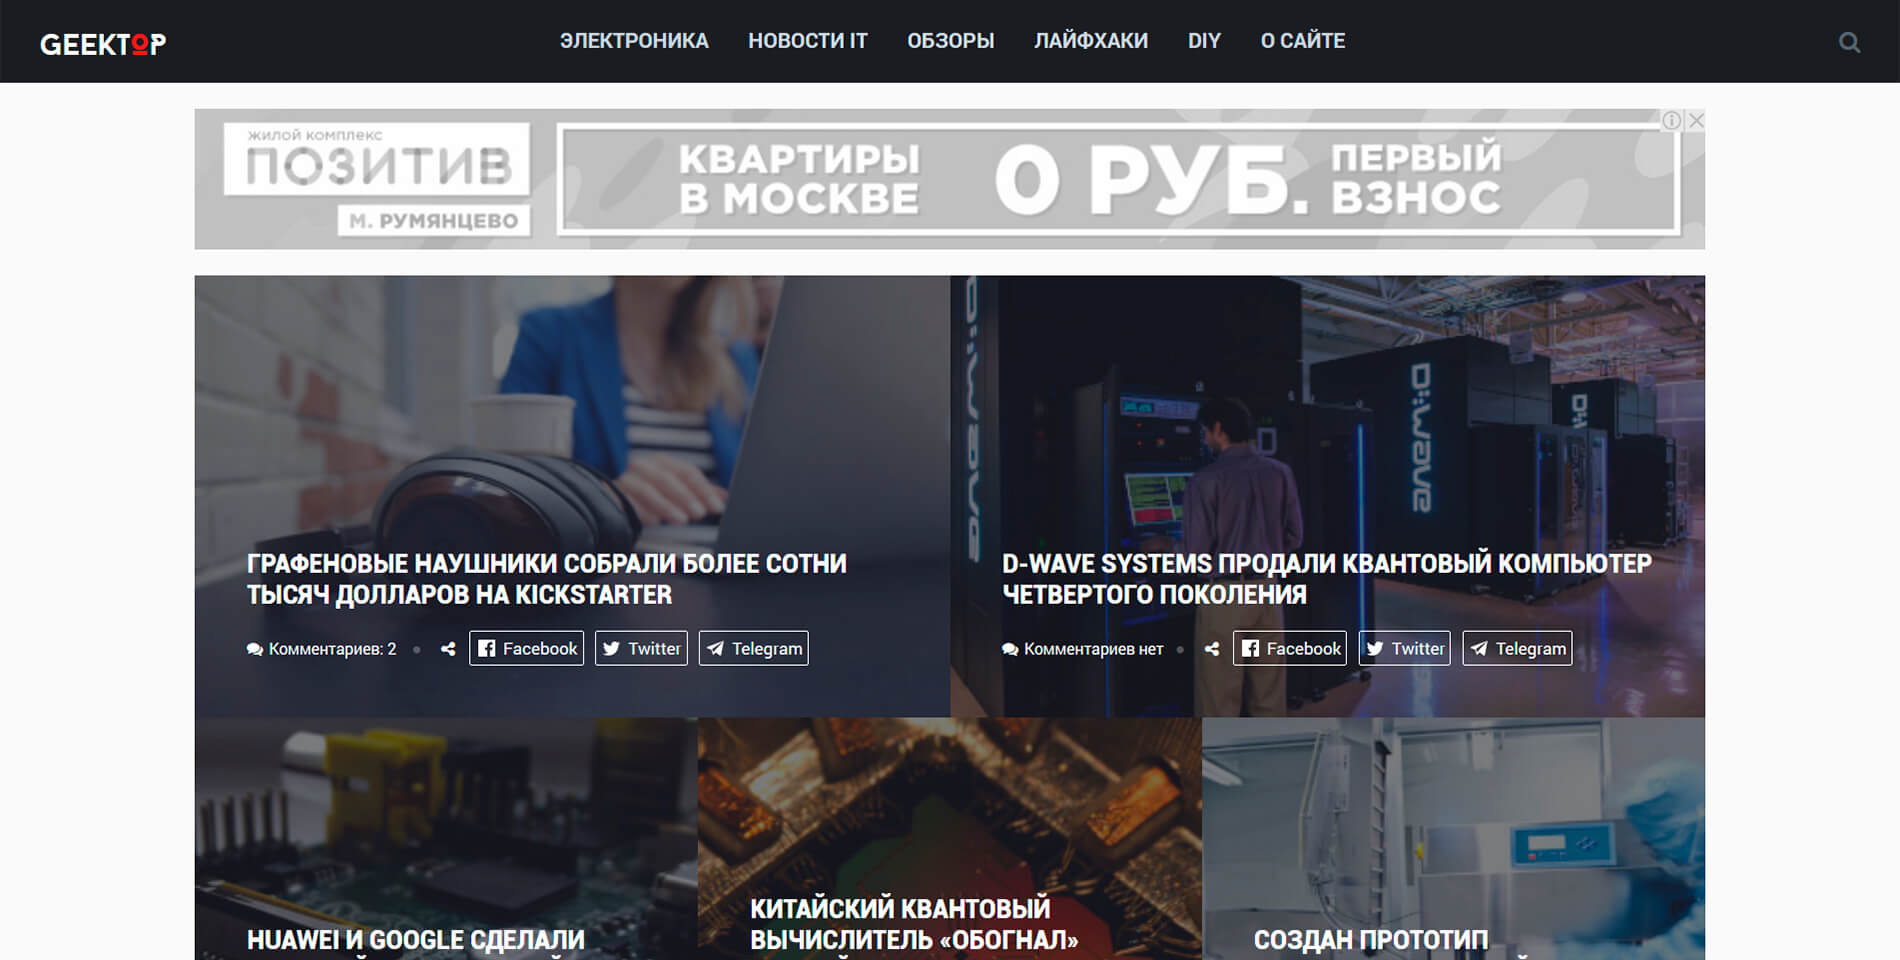 GEEKTOP
ЭЛЕКТРОНИКА НОВОСТИ IT ОБЗОРЫ ЛАЙФХАКИ DIY О САЙТЕ
ЖИЛОЙ КОМПЛЕКС
ПОЗИТИВ
М. РУМЯНЦЕВО
КВАРТИРЫ
В МОСКВЕ
0 РУБ.
ПЕРВЫЙ
ВЗНОС
D:WAVE
D:WAVE
D:W
ГРАФЕНОВЫЕ НАУШНИКИ СОБРАЛИ БОЛЕЕ СОТНИ
ТЫСЯЧ ДОЛЛАРОВ НА KICKSTARTER
Комментариев: 2 Facebook Twitter Telegram
D-WAVE SYSTEMS ПРОДАЛИ КВАНТОВЫЙ КОМПЬЮТЕР
ЧЕТВЕРТОГО ПОКОЛЕНИЯ
Комментариев нет Facebook Twitter Telegram
HUAWEI И GOOGLE СДЕЛАЛИ
КИТАЙСКИЙ КВАНТОВЫЙ
ВЫЧИСЛИТЕЛЬ «ОБОГНАЛ»
СОЗДАН ПРОТОТИП